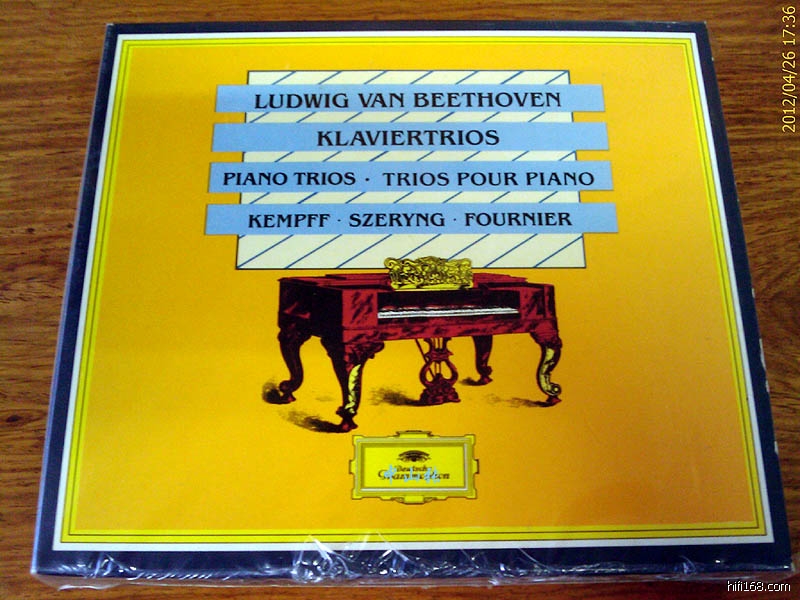 LUDWIG VAN BEETHOVEN
KLAVIERTRIOS
PIANO TRIOS · TRIOS POUR PIANO
KEMPFF · SZERYNG · FOURNIER
Deutsche
Grammophon
2012/04/26 17:36
hifi168.com